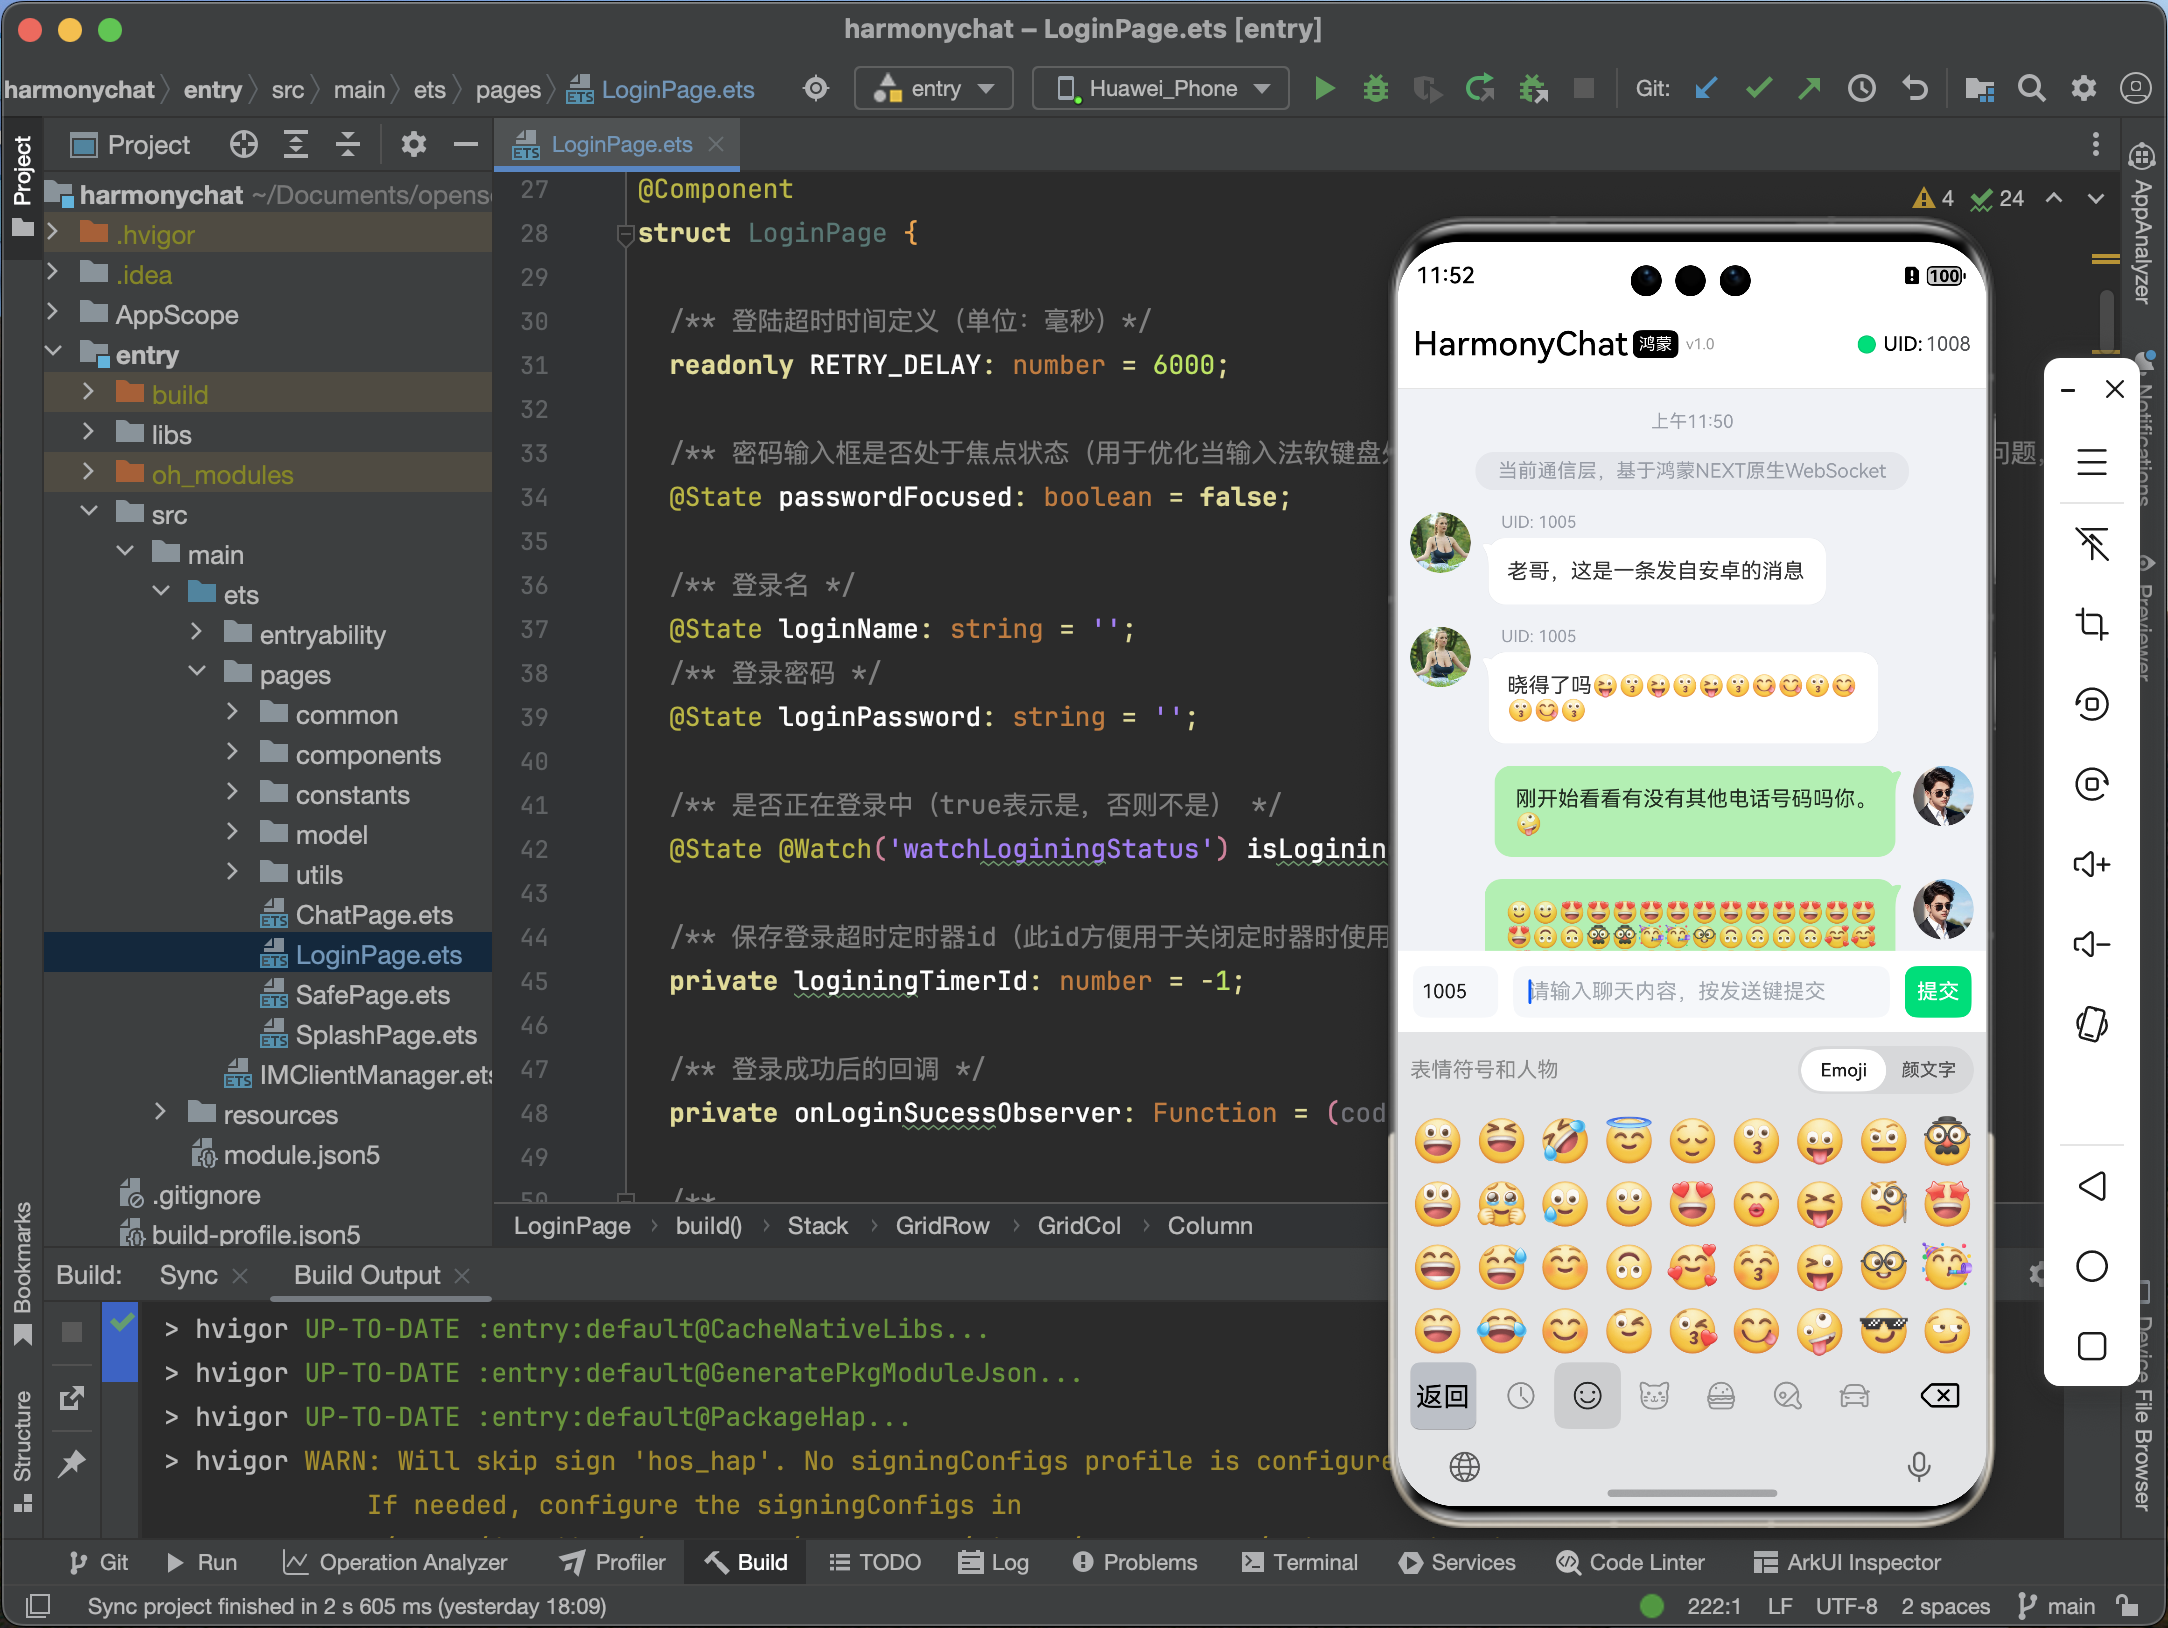 harmonychat – LoginPage.ets [entry]
harmonychat entry src main ets pages LoginPage.ets
entry
Huawei_Phone
Git:
Project
LoginPage.ets
Project
harmonychat ~/Documents/opens
.hvigor
.idea
AppScope
entry
build
libs
oh_modules
src
main
ets
entryability
pages
common
components
constants
model
utils
ChatPage.ets
LoginPage.ets
SafePage.ets
SplashPage.ets
IMClientManager.ets
resources
module.json5
.gitignore
build-profile.json5
Bookmarks
Structure
4 24
27 @Component
28 struct LoginPage {
29
30 /** 登陆超时时间定义（单位：毫秒）*/
31 readonly RETRY_DELAY: number = 6000;
32
33 /** 密码输入框是否处于焦点状态（用于优化当输入法软键盘 问题,
34 @State passwordFocused: boolean = false;
35
36 /** 登录名 */
37 @State loginName: string = '';
38 /** 登录密码 */
39 @State loginPassword: string = '';
40
41 /** 是否正在登录中（true表示是，否则不是） */
42 @State @Watch('watchLoginingStatus') isLoginin
43
44 /** 保存登录超时定时器id（此id方便用于关闭定时器时使用
45 private loginingTimerId: number = -1;
46
47 /** 登录成功后的回调 */
48 private onLoginSucessObserver: Function = (cod
49
50 /**
LoginPage › build() › Stack › GridRow › GridCol › Column
AppAnalyzer
Notifications
Previewer
Device File Browser
11:52
100
HarmonyChat 鸿蒙 v1.0
UID: 1008
上午11:50
当前通信层，基于鸿蒙NEXT原生WebSocket
UID: 1005
老哥，这是一条发自安卓的消息
UID: 1005
晓得了吗😜😗😜😗😜😗😋😋😗😋
😗😋😗
刚开始看看有没有其他电话号码吗你。
🤪
1005
请输入聊天内容，按发送键提交
提交
表情符号和人物
Emoji 颜文字
返回
Build: Sync Build Output
> hvigor UP-TO-DATE :entry:default@CacheNativeLibs...
> hvigor UP-TO-DATE :entry:default@GeneratePkgModuleJson...
> hvigor UP-TO-DATE :entry:default@PackageHap...
> hvigor WARN: Will skip sign 'hos_hap'. No signingConfigs profile is configure
If needed, configure the signingConfigs in
Git Run Operation Analyzer Profiler Build TODO Log Problems Terminal Services Code Linter ArkUI Inspector
Sync project finished in 2 s 605 ms (yesterday 18:09)
222:1 LF UTF-8 2 spaces main